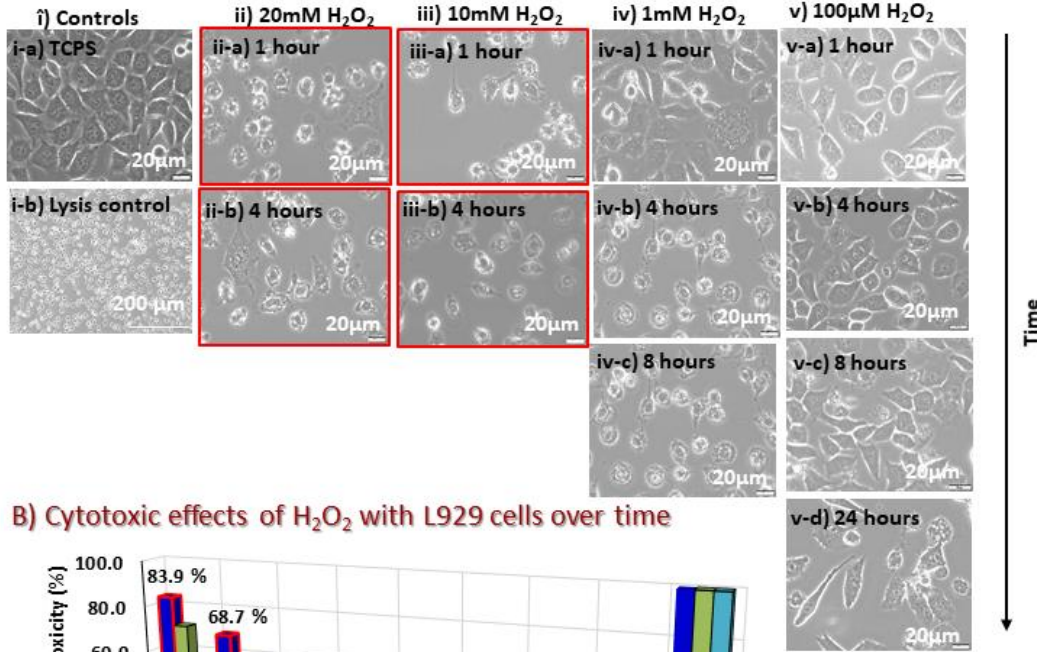 î) Controls
ii) 20mM H₂O₂
iii) 10mM H₂O₂
iv) 1mM H₂O₂
v) 100µM H₂O₂
i-a) TCPS
20µm
ii-a) 1 hour
20µm
iii-a) 1 hour
20µm
iv-a) 1 hour
20µm
v-a) 1 hour
20µm
i-b) Lysis control
200 µm
ii-b) 4 hours
20µm
iii-b) 4 hours
20µm
iv-b) 4 hours
20µm
v-b) 4 hours
20µm
iv-c) 8 hours
20µm
v-c) 8 hours
20µm
v-d) 24 hours
20µm
Time
B) Cytotoxic effects of H₂O₂ with L929 cells over time
100.0
83.9 %
80.0
68.7 %